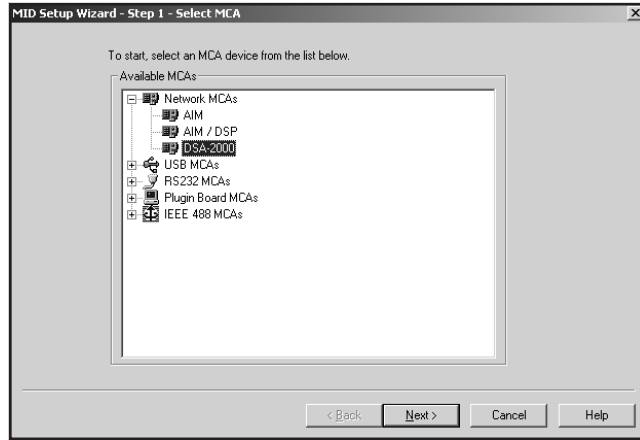 MID Setup Wizard - Step 1 - Select MCA
To start, select an MCA device from the list below.
Available MCAs
Network MCAs
AIM
AIM / DSP
DSA-2000
USB MCAs
RS232 MCAs
Plugin Board MCAs
IEEE 488 MCAs
< Back Next > Cancel Help